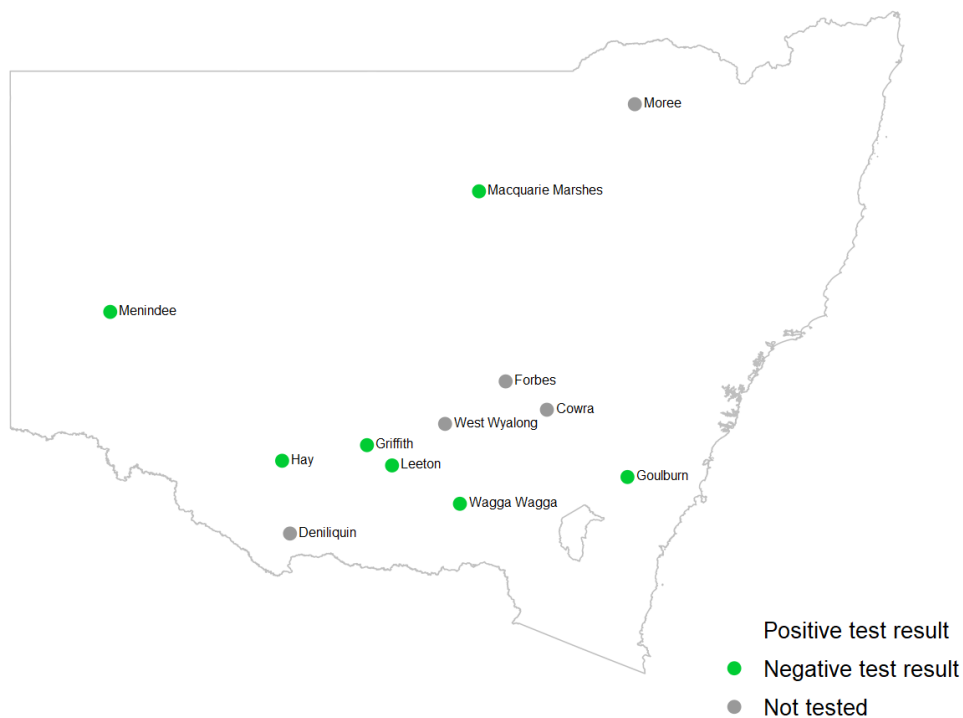 Moree
Macquarie Marshes
Menindee
Forbes
Cowra
West Wyalong
Griffith
Hay
Leeton
Goulburn
Wagga Wagga
Deniliquin
Positive test result
Negative test result
Not tested